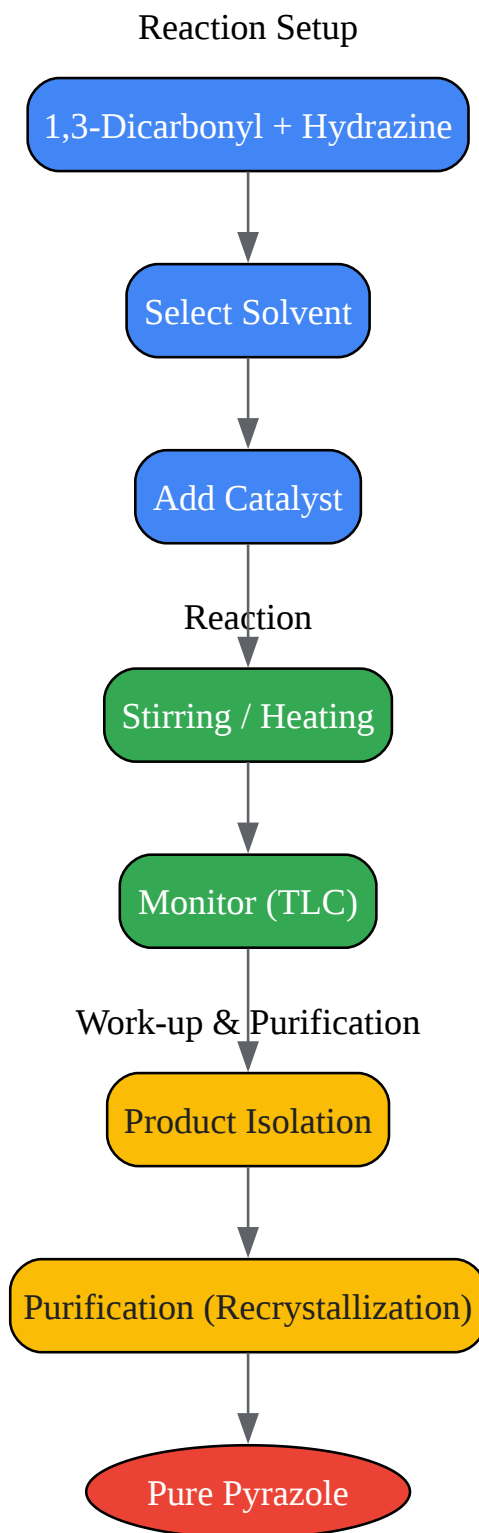 Reaction Setup
1,3-Dicarbonyl + Hydrazine
Select Solvent
Add Catalyst
Reaction
Stirring / Heating
Monitor (TLC)
Work-up & Purification
Product Isolation
Purification (Recrystallization)
Pure Pyrazole